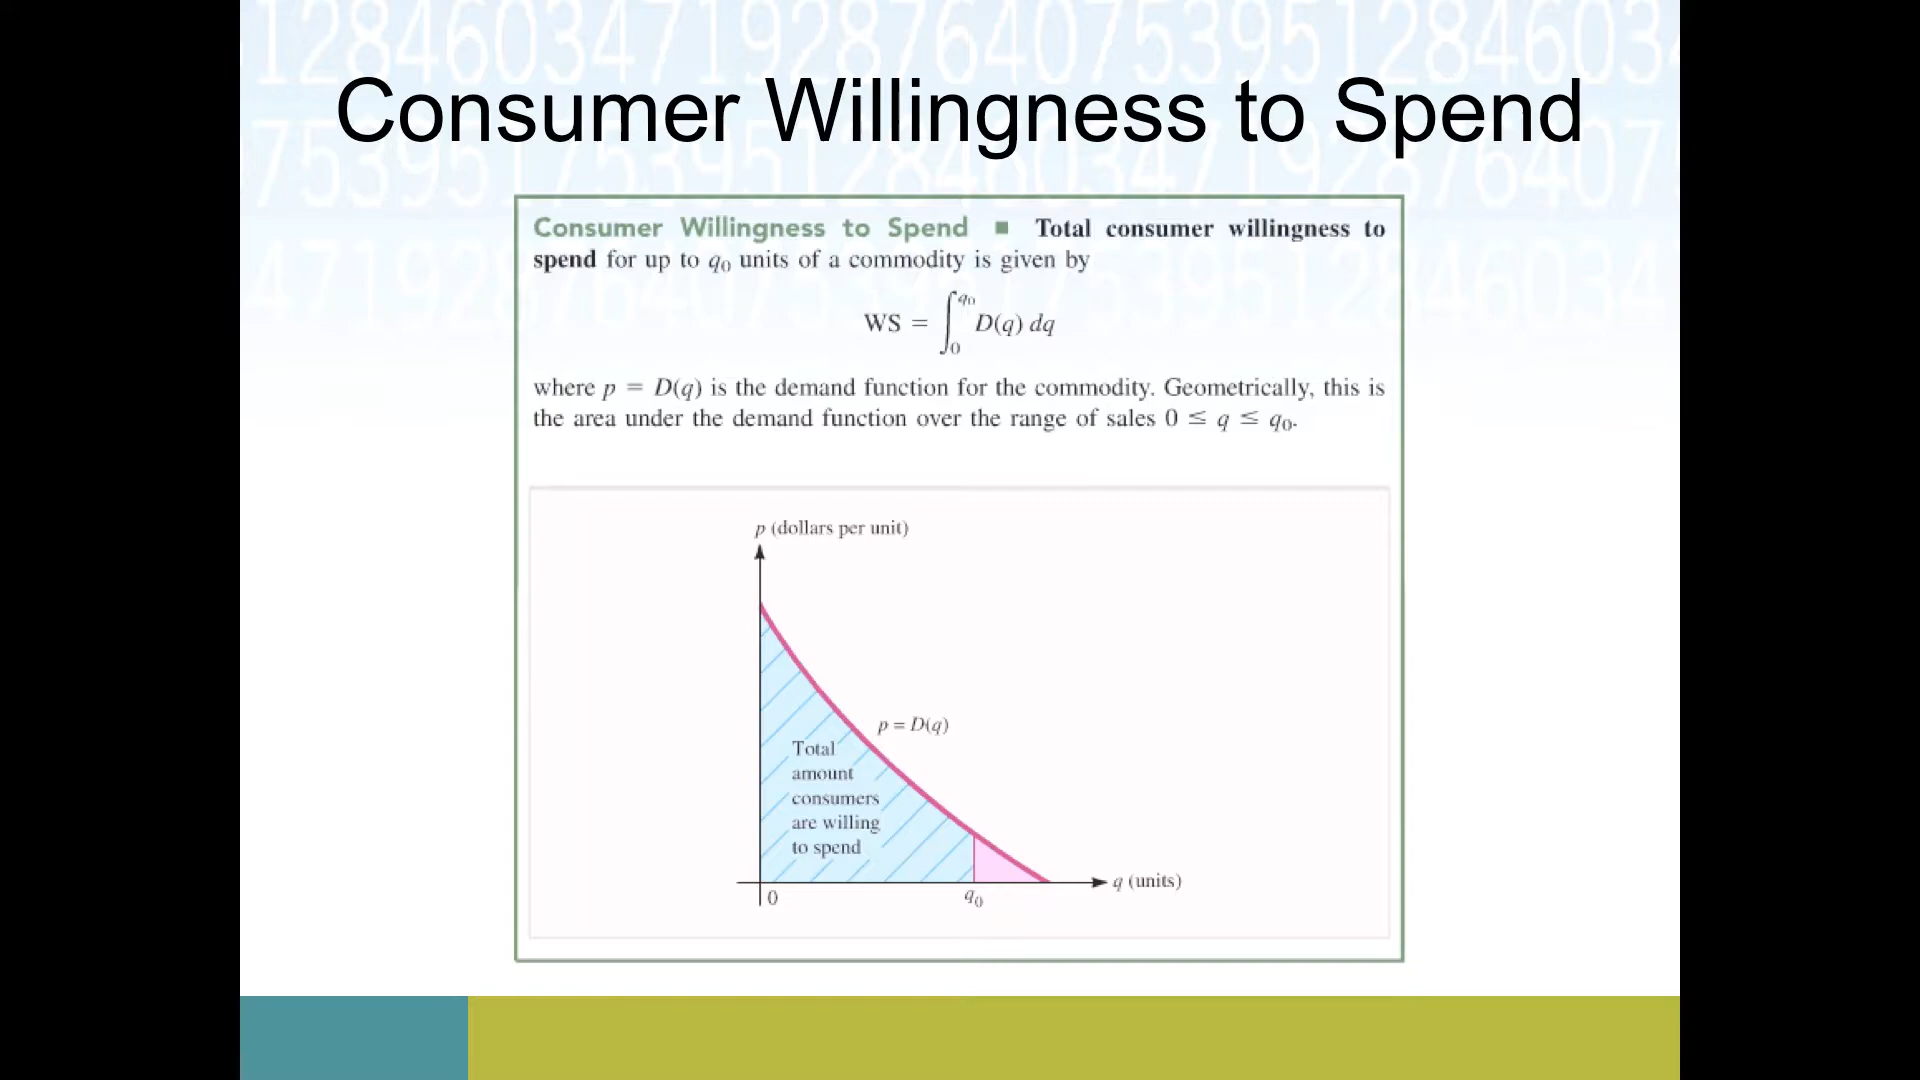 Consumer Willingness to Spend
Consumer Willingness to Spend ■ Total consumer willingness to
spend for up to q₀ units of a commodity is given by
WS = ∫₀^q₀ D(q) dq
where p = D(q) is the demand function for the commodity. Geometrically, this is
the area under the demand function over the range of sales 0 ≤ q ≤ q₀.
p (dollars per unit)
p = D(q)
Total
amount
consumers
are willing
to spend
q (units)
0
q₀